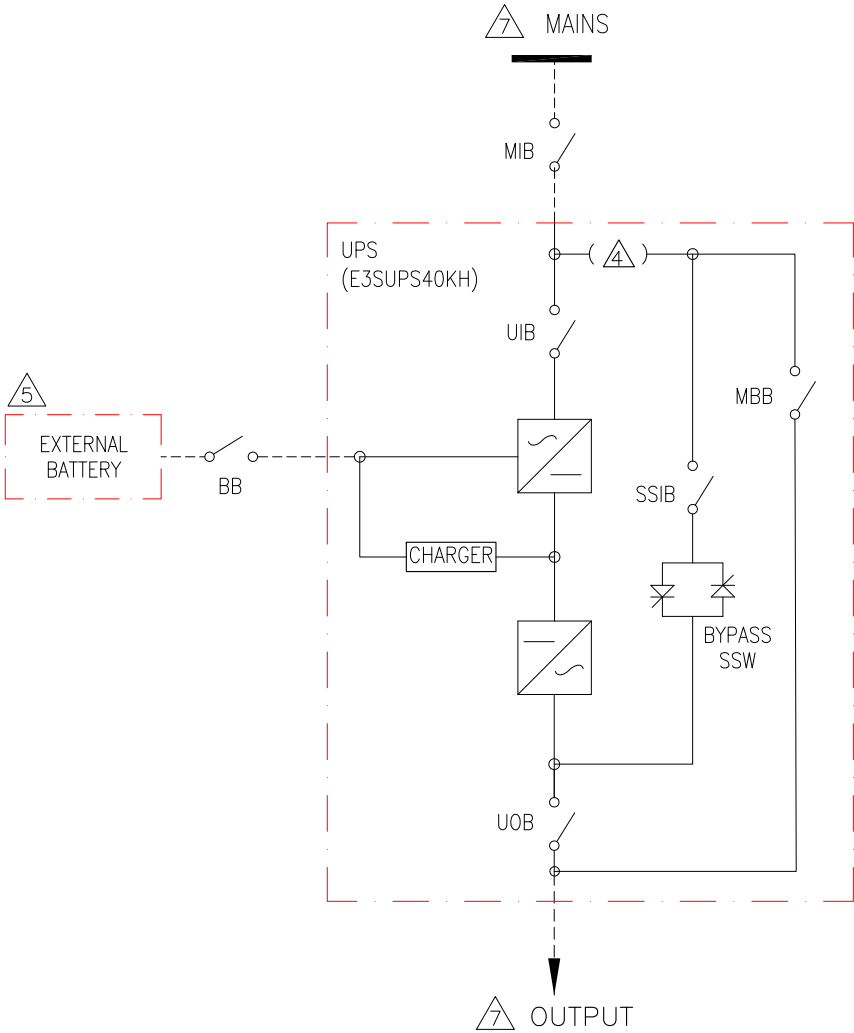 7 MAINS
MIB
UPS
(E3SUPS40KH)
4
UIB
MBB
5
EXTERNAL
BATTERY
BB
SSIB
CHARGER
BYPASS
SSW
UOB
7 OUTPUT